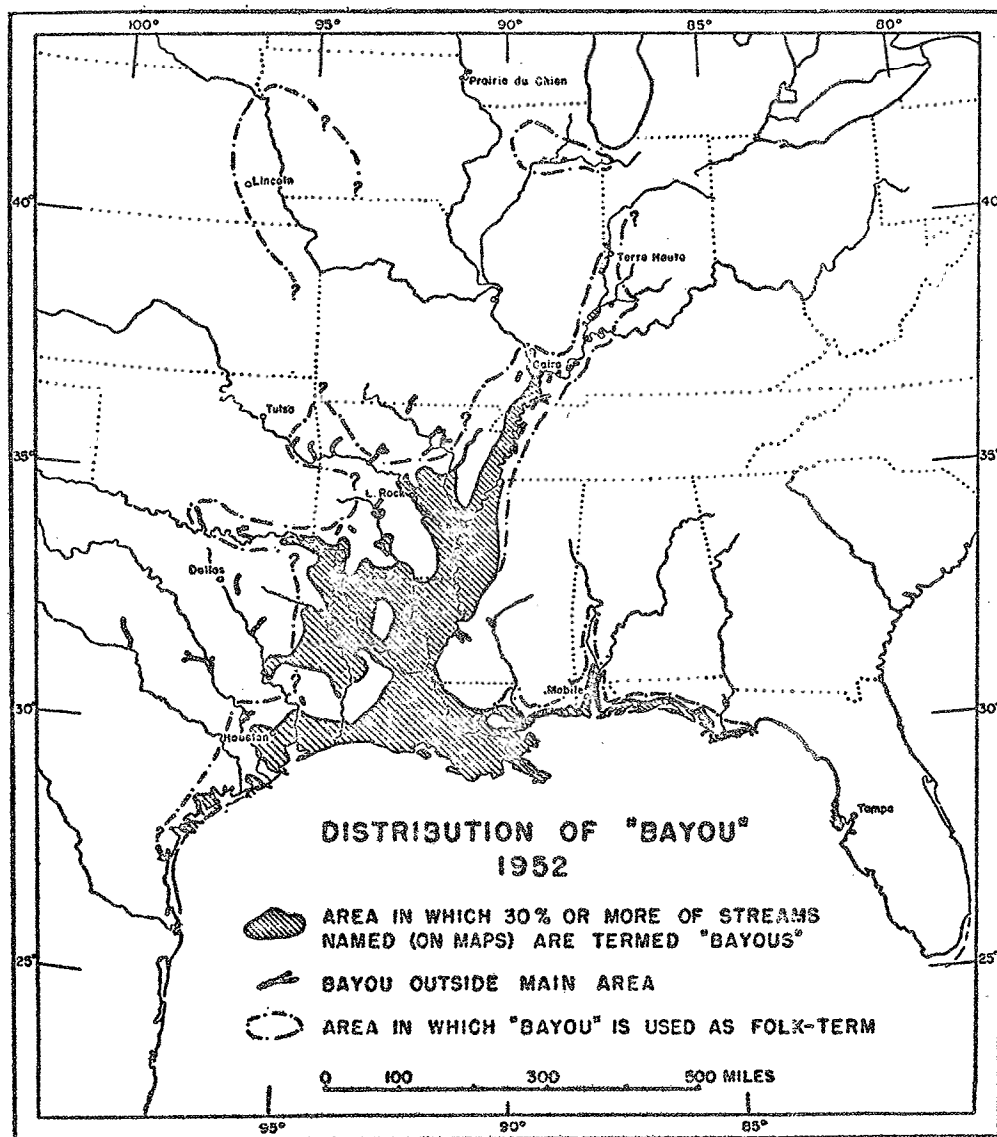 100° 95° 90° 85° 80°
Prairie du Chien
?
Lincoln
?
40° 40°
?
Terre Haute
?
Cairo
?
Tulsa
?
35° 35°
?
L. Rock
Dallas
?
?
Mobile
30° 30°
Houston
Tampa
DISTRIBUTION OF "BAYOU"
1952
AREA IN WHICH 30% OR MORE OF STREAMS
NAMED (ON MAPS) ARE TERMED "BAYOUS"
25° 25°
BAYOU OUTSIDE MAIN AREA
AREA IN WHICH "BAYOU" IS USED AS FOLK-TERM
0 100 300 500 MILES
95° 90° 85°